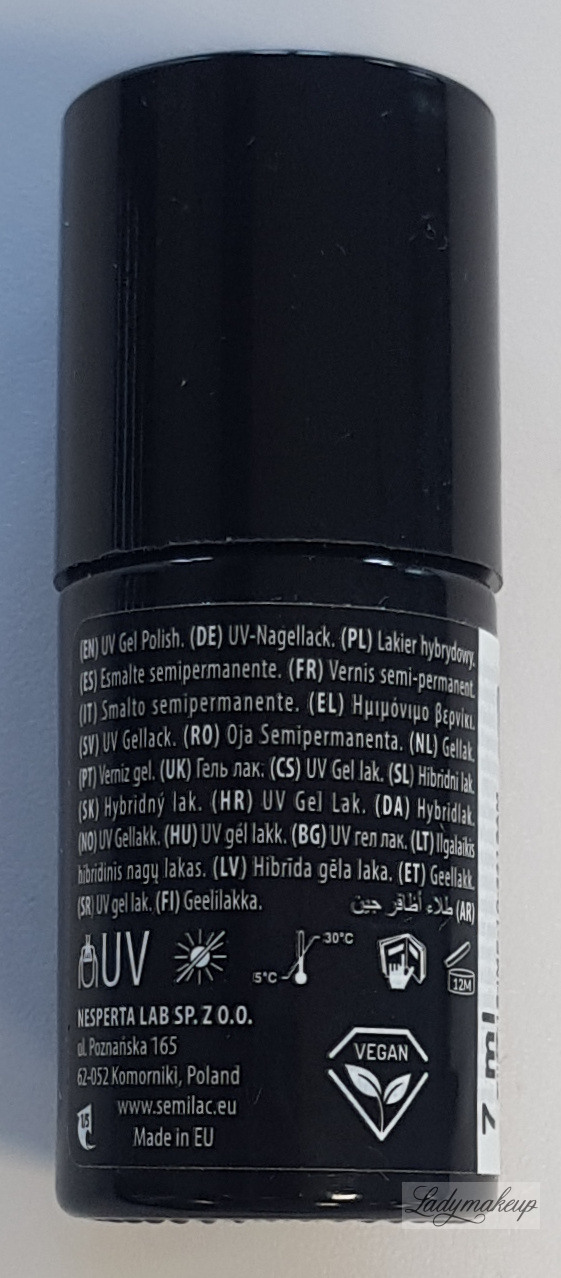 (EN) UV Gel Polish. (DE) UV-Nagellack. (PL) Lakier hybrydowy.
(ES) Esmalte semipermanente. (FR) Vernis semi-permanent.
(IT) Smalto semipermanente. (EL) Ημιμόνιμο βερνίκι.
(SV) UV Gellack. (RO) Oja Semipermanenta. (NL) Gellak.
(PT) Verniz gel. (UK) Гель лак. (CS) UV Gel lak. (SL) Hibridni lak.
(SK) Hybridný lak. (HR) UV Gel Lak. (DA) Hybridlak.
(NO) UV Gellakk. (HU) UV gél lakk. (BG) UV гел лак. (LT) Ilgalaikis
hibridinis nagų lakas. (LV) Hibrīda gēla laka. (ET) Geellakk.
(SR) UV gel lak. (FI) Geelilakka. (AR) طلاء أظافر جين
UV 5°C 30°C 12M
NESPERTA LAB SP. Z O.O.
ul. Poznańska 165
62-052 Komorniki, Poland
www.semilac.eu
1/5 Made in EU
VEGAN
7 ml
Ladymakeup